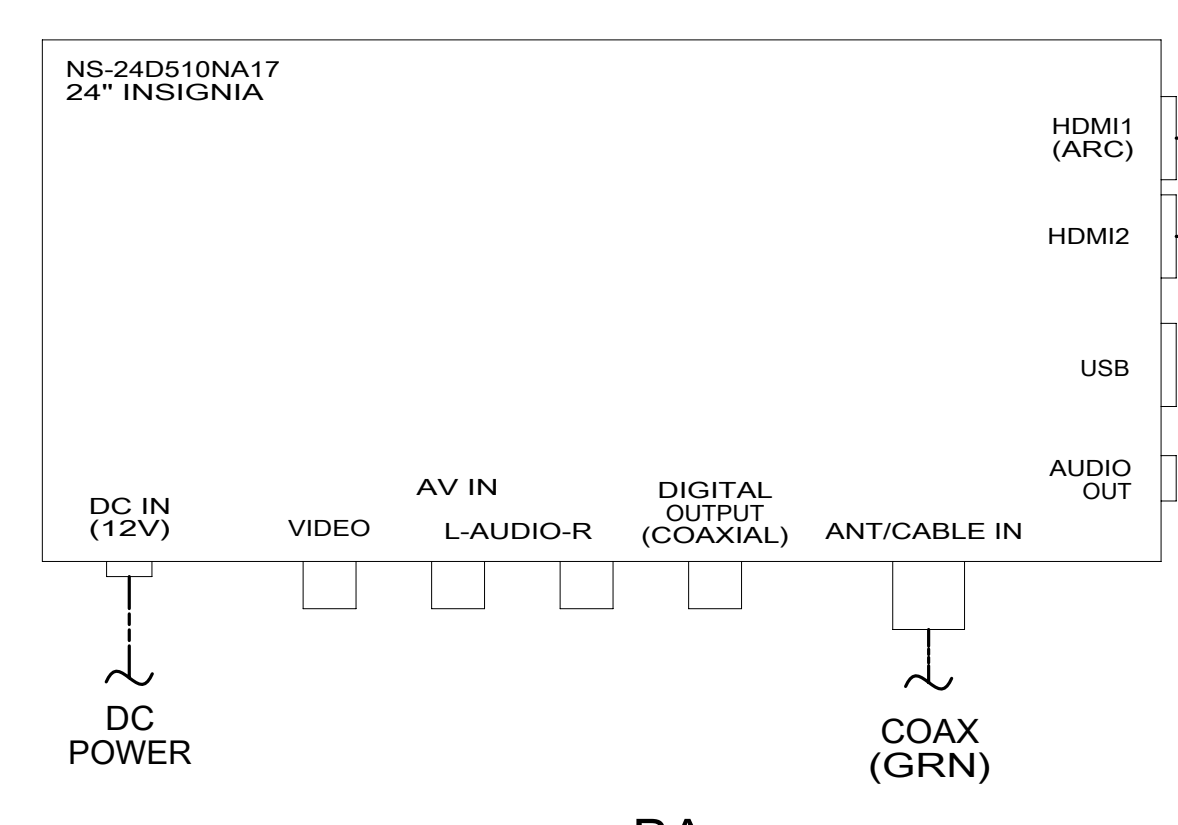 NS-24D510NA17
24" INSIGNIA
HDMI1
(ARC)
HDMI2
USB
AUDIO
OUT
DC IN
(12V)
VIDEO
AV IN
L-AUDIO-R
DIGITAL
OUTPUT
(COAXIAL)
ANT/CABLE IN
DC
POWER
COAX
(GRN)